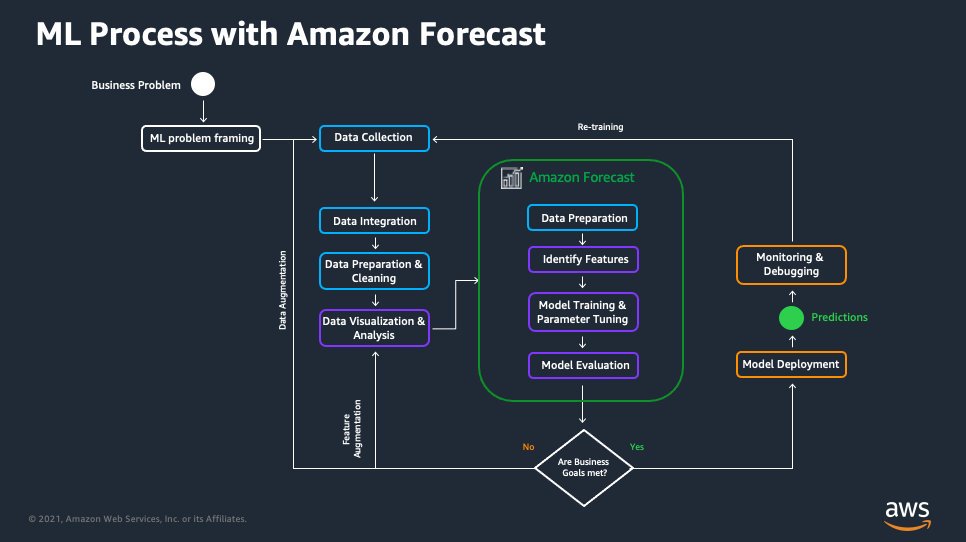 ML Process with Amazon Forecast
Business Problem
ML problem framing
Data Collection
Re-training
Amazon Forecast
Data Integration
Data Preparation
Data Preparation &
Cleaning
Identify Features
Monitoring &
Debugging
Data Augmentation
Data Visualization &
Analysis
Model Training &
Parameter Tuning
Predictions
Model Evaluation
Model Deployment
Feature
Augmentation
No
Yes
Are Business
Goals met?
© 2021, Amazon Web Services, Inc. or its Affiliates.
aws